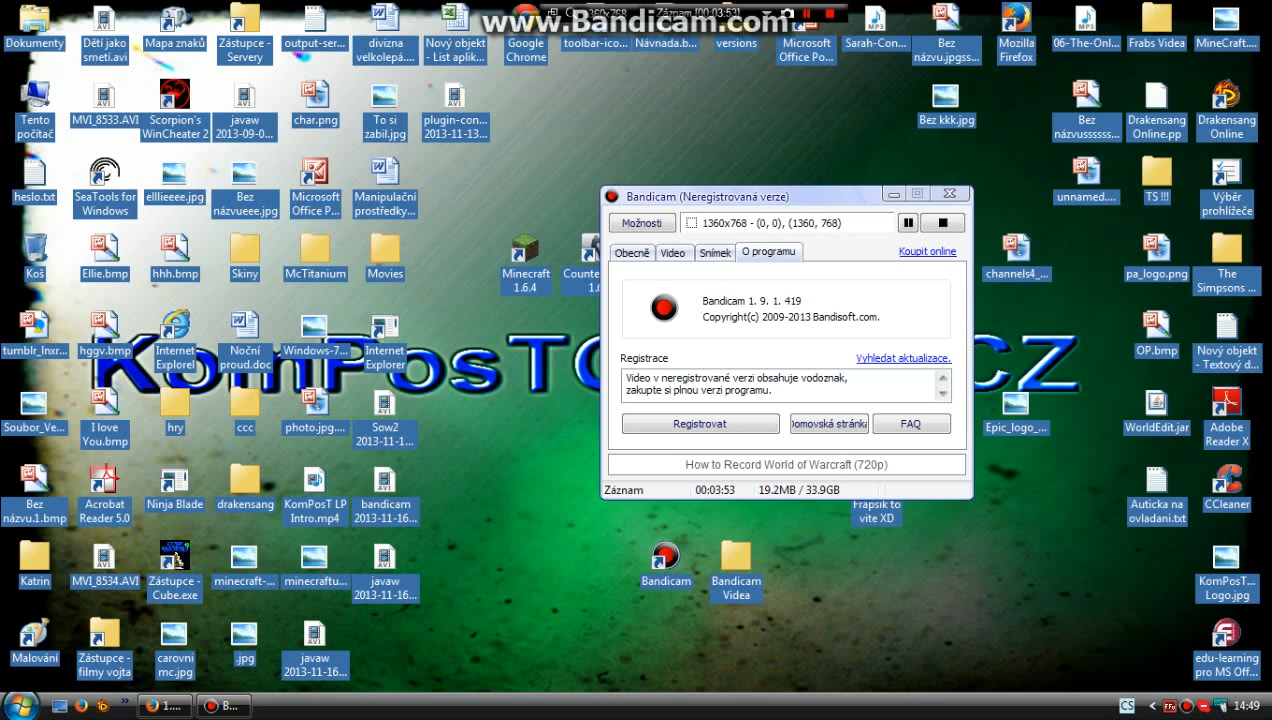 www.Bandicam.com
Dokumenty
Děti jako
smetí.avi
Mapa znaků
Zástupce -
Servery
output-ser...
divizna
velkolepá....
Nový objekt
- List aplik...
Google
Chrome
toolbar-ico...
Návnada.b...
versions
Microsoft
Office Po...
Sarah-Con...
Bez
názvu.jpgss...
Mozilla
Firefox
06-The-Onl...
Frabs Videa
MineCraft....
Tento
počítač
MVI_8533.AVI
Scorpion's
WinCheater 2
javaw
2013-09-0...
char.png
To si
zabil.jpg
plugin-con...
2013-11-13...
Bez kkk.jpg
Bez
názvussssss...
Drakensang
Online.pp
Drakensang
Online
heslo.txt
SeaTools for
Windows
elllieeee.jpg
Bez
názvueee.jpg
Microsoft
Office P...
Manipulační
prostředky...
unnamed....
TS !!!
Výběr
prohlížeče
Koš
Ellie.bmp
hhh.bmp
Skiny
McTitanium
Movies
Minecraft
1.6.4
channels4_...
pa_logo.png
The
Simpsons ...
tumblr_lnxr...
hggv.bmp
Internet
Explorel
Noční
proud.doc
Windows-7...
Internet
Explorer
OP.bmp
Nový objekt
- Textový d...
Soubor_Ve...
I love
You.bmp
hry
ccc
photo.jpg....
Sow2
2013-11-1...
Epic_logo_...
WorldEdit.jar
Adobe
Reader X
Bez
názvu.1.bmp
Acrobat
Reader 5.0
Ninja Blade
drakensang
KomPosT LP
Intro.mp4
bandicam
2013-11-16...
Frapsik to
vite XD
Auticka na
ovladani.txt
CCleaner
Katrin
MVI_8534.AVI
Zástupce -
Cube.exe
minecraft-...
minecraftu...
javaw
2013-11-16...
Bandicam
Bandicam
Videa
KomPosT...
Logo.jpg
Malování
Zástupce -
filmy vojta
carovni
mc.jpg
.jpg
javaw
2013-11-16...
edu-learning
pro MS Off...
Bandicam (Neregistrovaná verze)
Možnosti
1360x768 - (0, 0), (1360, 768)
Obecně
Video
Snímek
O programu
Koupit online
Bandicam 1. 9. 1. 419
Copyright(c) 2009-2013 Bandisoft.com.
Registrace
Vyhledat aktualizace.
Video v neregistrované verzi obsahuje vodoznak,
zakupte si plnou verzi programu.
Registrovat
Domovská stránka
FAQ
How to Record World of Warcraft (720p)
Záznam
00:03:53
19.2MB / 33.9GB
1....
B...
CS
14:49